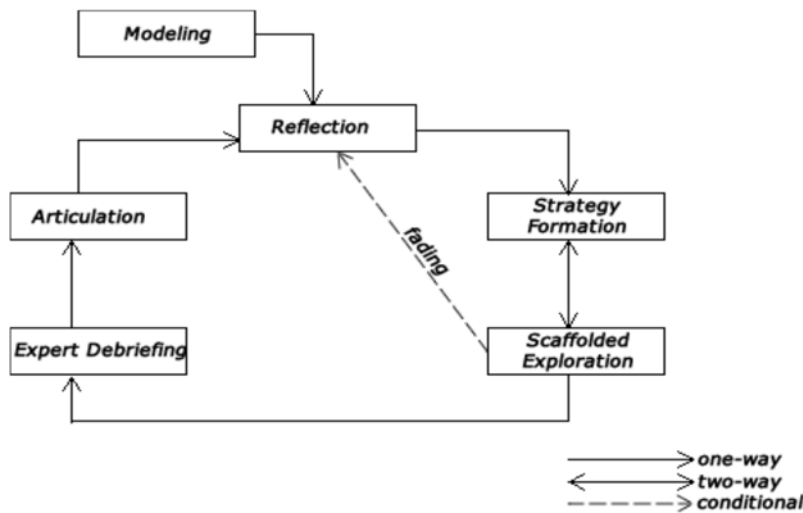 Modeling
Reflection
Articulation
Strategy
Formation
fading
Expert Debriefing
Scaffolded
Exploration
one-way
two-way
conditional